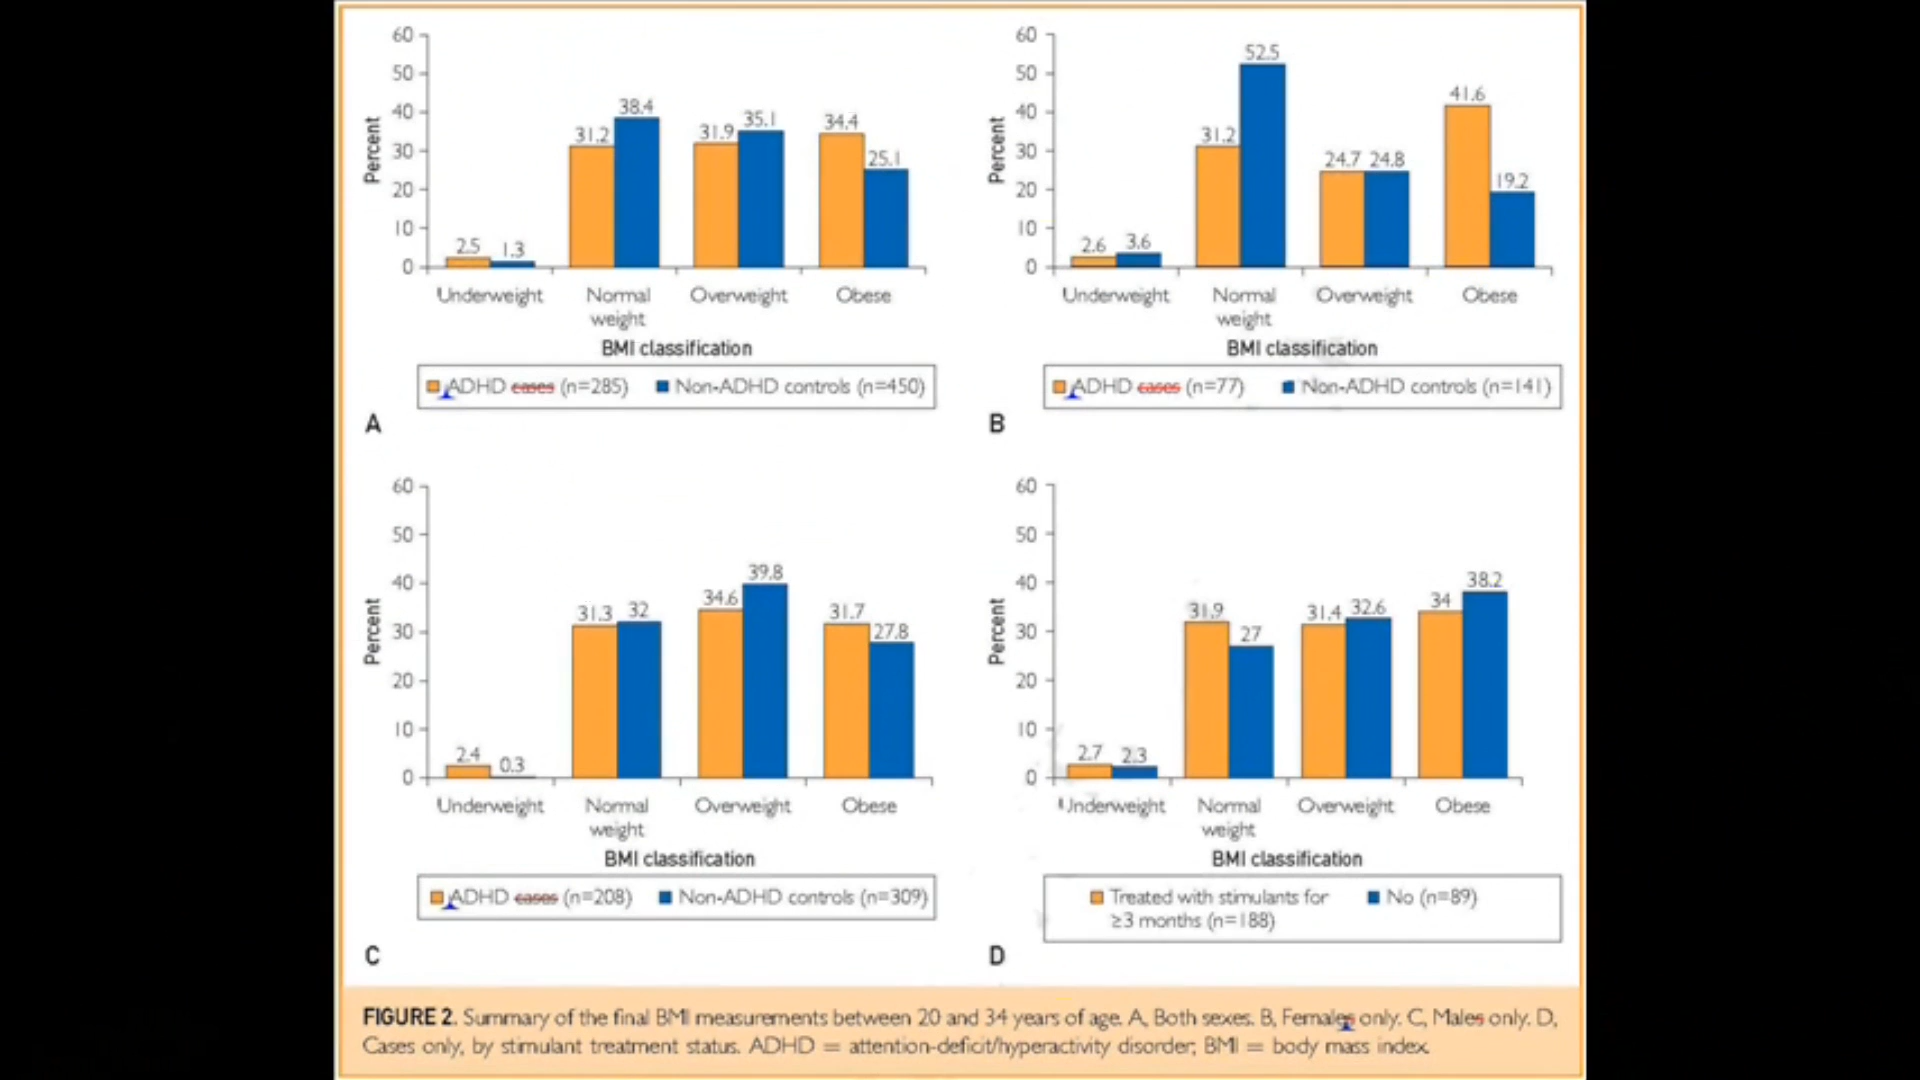 60
50
40
30
20
10
0
Percent
2.5 1.3
31.2 38.4
31.9 35.1
34.4 25.1
Underweight Normal weight Overweight Obese
BMI classification
ADHD cases (n=285) Non-ADHD controls (n=450)
A
60
50
40
30
20
10
0
Percent
2.6 3.6
31.2 52.5
24.7 24.8
41.6 19.2
Underweight Normal weight Overweight Obese
BMI classification
ADHD cases (n=77) Non-ADHD controls (n=141)
B
60
50
40
30
20
10
0
Percent
2.4 0.3
31.3 32
34.6 39.8
31.7 27.8
Underweight Normal weight Overweight Obese
BMI classification
ADHD cases (n=208) Non-ADHD controls (n=309)
C
60
50
40
30
20
10
0
Percent
2.7 2.3
31.9 27
31.4 32.6
34 38.2
Underweight Normal weight Overweight Obese
BMI classification
Treated with stimulants for No (n=89)
≥3 months (n=188)
D
FIGURE 2. Summary of the final BMI measurements between 20 and 34 years of age. A, Both sexes. B, Females only. C, Males only. D,
Cases only, by stimulant treatment status. ADHD = attention-deficit/hyperactivity disorder; BMI = body mass index.